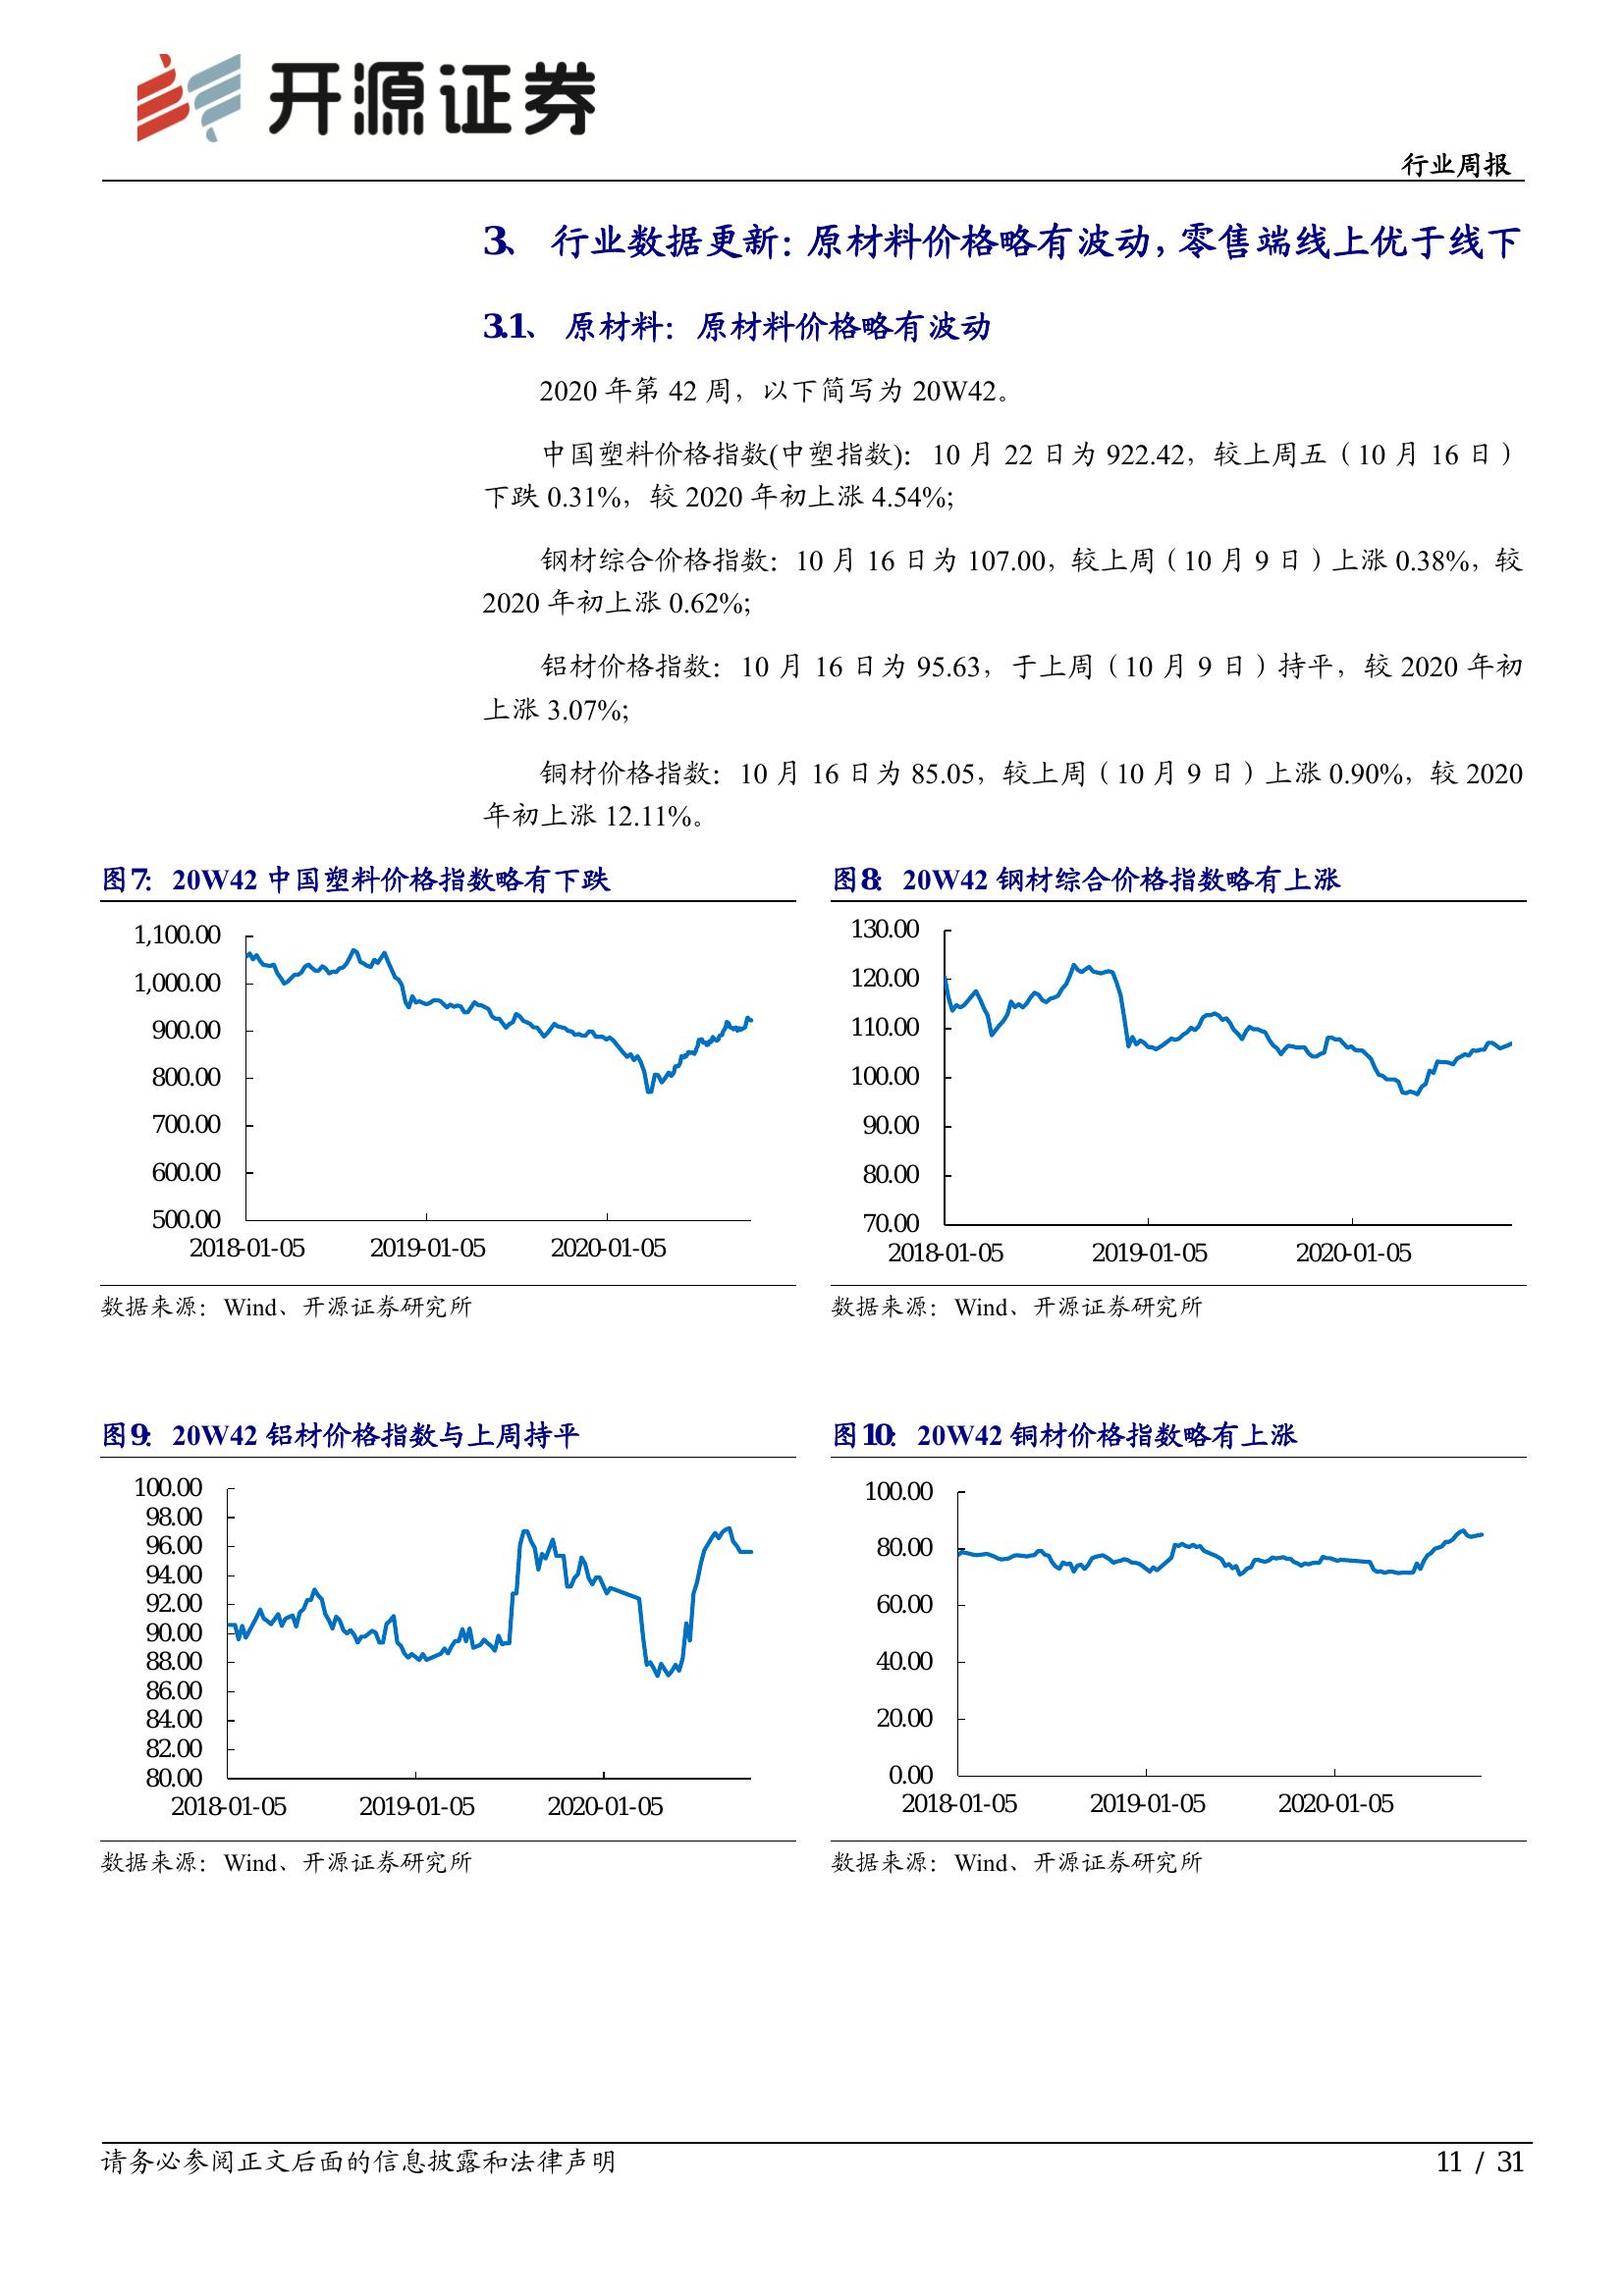 开源证券
行业周报
3、 行业数据更新：原材料价格略有波动，零售端线上优于线下
3.1、 原材料：原材料价格略有波动
2020 年第 42 周，以下简写为 20W42。
中国塑料价格指数(中塑指数)：10 月 22 日为 922.42，较上周五（10 月 16 日）
下跌 0.31%，较 2020 年初上涨 4.54%;
钢材综合价格指数：10 月 16 日为 107.00，较上周（10 月 9 日）上涨 0.38%，较
2020 年初上涨 0.62%;
铝材价格指数：10 月 16 日为 95.63，于上周（10 月 9 日）持平，较 2020 年初
上涨 3.07%;
铜材价格指数：10 月 16 日为 85.05，较上周（10 月 9 日）上涨 0.90%，较 2020
年初上涨 12.11%。
图7： 20W42 中国塑料价格指数略有下跌
1,100.00
1,000.00
900.00
800.00
700.00
600.00
500.00
2018-01-05 2019-01-05 2020-01-05
数据来源：Wind、开源证券研究所
图8： 20W42 钢材综合价格指数略有上涨
130.00
120.00
110.00
100.00
90.00
80.00
70.00
2018-01-05 2019-01-05 2020-01-05
数据来源：Wind、开源证券研究所
图9： 20W42 铝材价格指数与上周持平
100.00
98.00
96.00
94.00
92.00
90.00
88.00
86.00
84.00
82.00
80.00
2018-01-05 2019-01-05 2020-01-05
数据来源：Wind、开源证券研究所
图10： 20W42 铜材价格指数略有上涨
100.00
80.00
60.00
40.00
20.00
0.00
2018-01-05 2019-01-05 2020-01-05
数据来源：Wind、开源证券研究所
请务必参阅正文后面的信息披露和法律声明
11 / 31